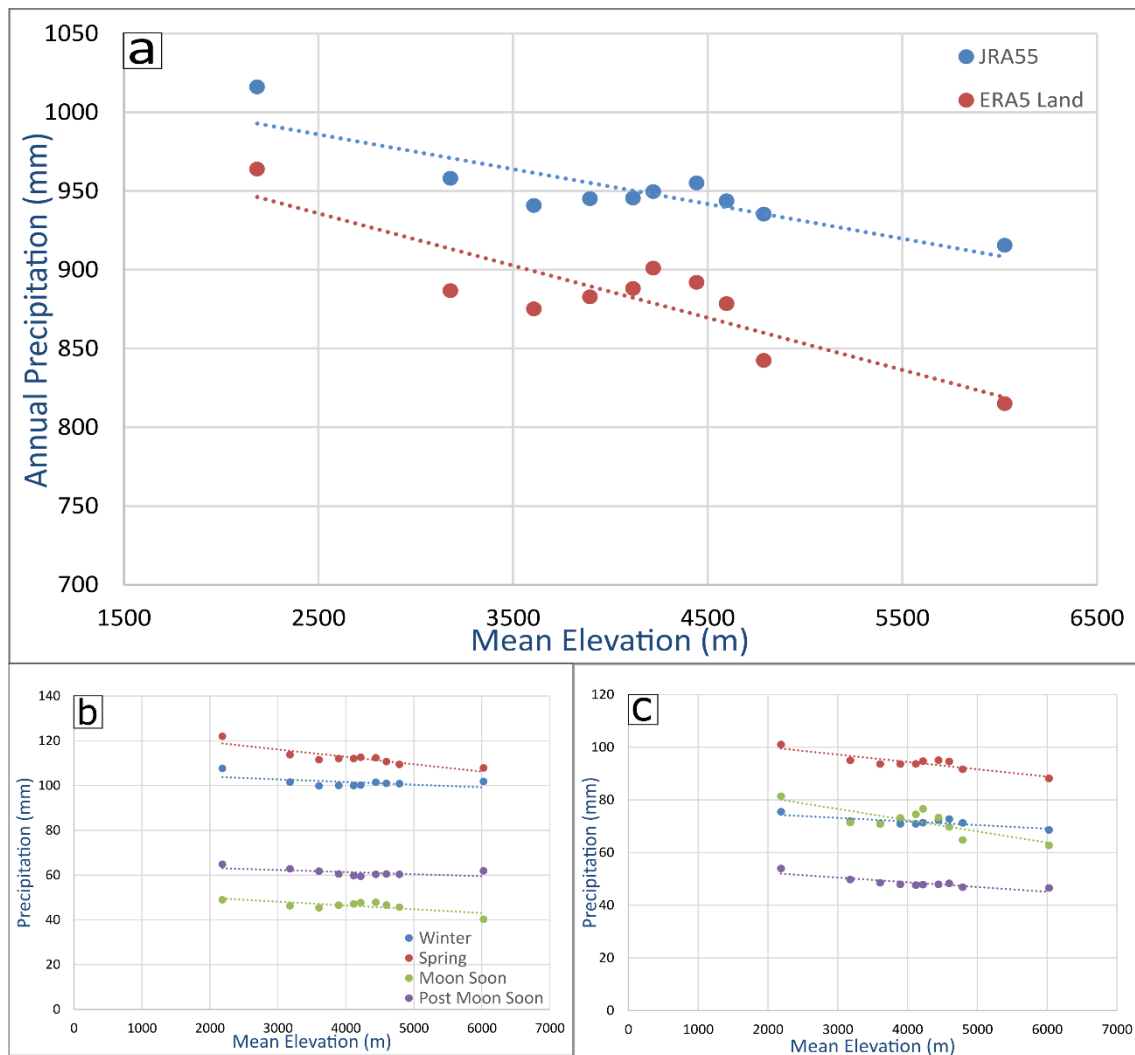 a
JRA55
ERA5 Land
Annual Precipitation (mm)
1050
1000
950
900
850
800
750
700
1500 2500 3500 4500 5500 6500
Mean Elevation (m)
b
Precipitation (mm)
140
120
100
80
60
40
20
0
Winter
Spring
Moon Soon
Post Moon Soon
0 1000 2000 3000 4000 5000 6000 7000
Mean Elevation (m)
c
Precipitation (mm)
120
100
80
60
40
20
0
0 1000 2000 3000 4000 5000 6000 7000
Mean Elevation (m)